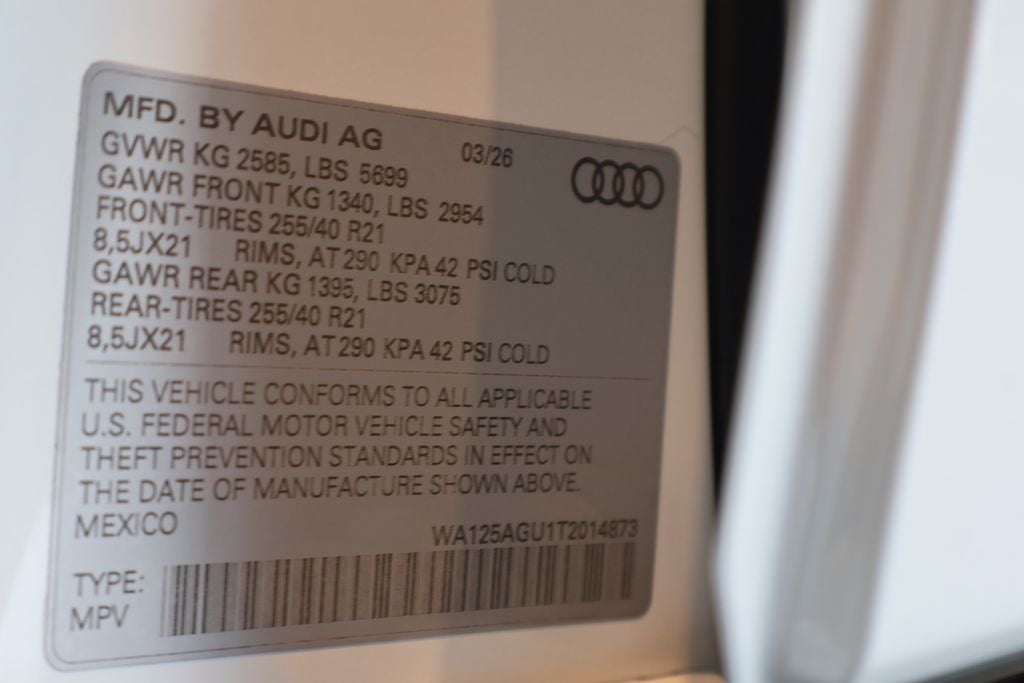 MFD. BY AUDI AG 03/26
GVWR KG 2585, LBS 5699
GAWR FRONT KG 1340, LBS 2954
FRONT-TIRES 255/40 R21
8,5JX21 RIMS, AT 290 KPA 42 PSI COLD
GAWR REAR KG 1395, LBS 3075
REAR-TIRES 255/40 R21
8,5JX21 RIMS, AT 290 KPA 42 PSI COLD
THIS VEHICLE CONFORMS TO ALL APPLICABLE
U.S. FEDERAL MOTOR VEHICLE SAFETY AND
THEFT PREVENTION STANDARDS IN EFFECT ON
THE DATE OF MANUFACTURE SHOWN ABOVE.
MEXICO WA125AGU1T2014873
TYPE:
MPV